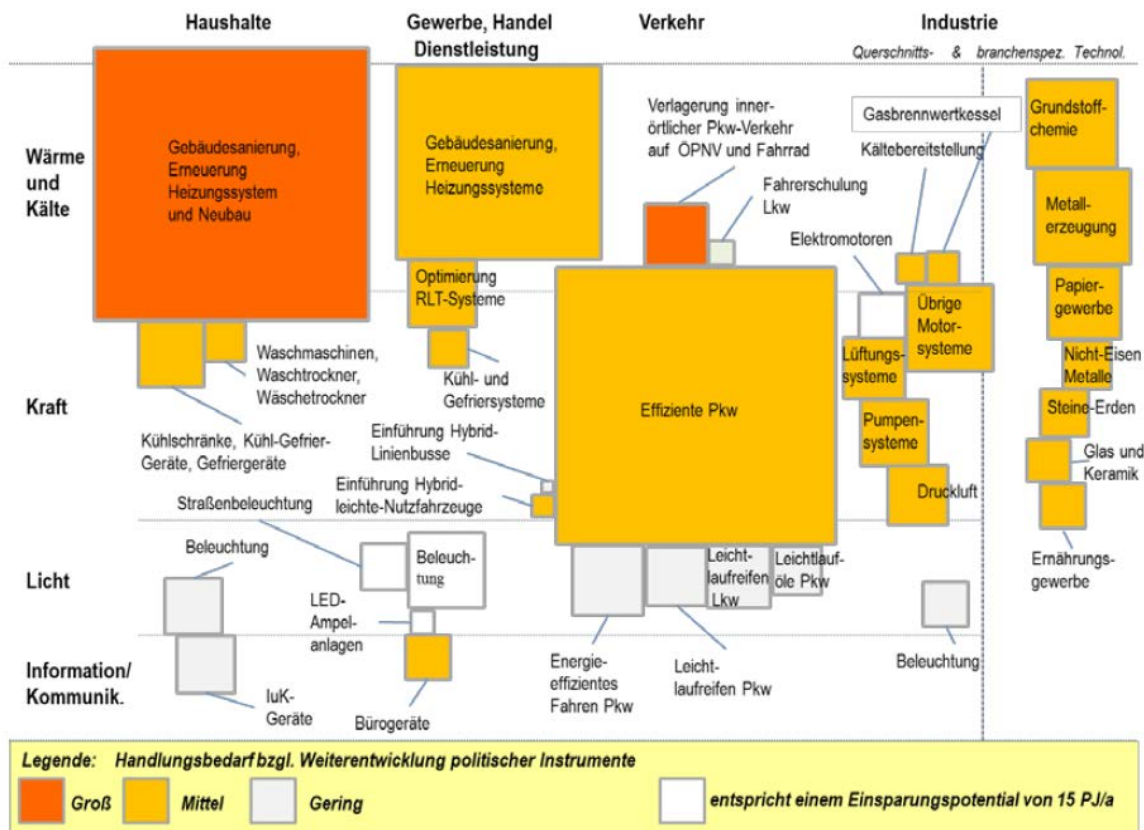 Haushalte
Gewerbe, Handel
Dienstleistung
Verkehr
Industrie
Querschnitts- & branchenspez. Technol.
Wärme
und
Kälte
Gebäudesanierung,
Erneuerung
Heizungssystem
und Neubau
Gebäudesanierung,
Erneuerung
Heizungssysteme
Verlagerung inner-
örtlicher Pkw-Verkehr
auf ÖPNV und Fahrrad
Fahrerschulung
Lkw
Gasbrennwertkessel
Kältebereitstellung
Elektromotoren
Grundstoff-
chemie
Metall-
erzeugung
Optimierung
RLT-Systeme
Übrige
Motor-
systeme
Papier-
gewerbe
Kraft
Waschmaschinen,
Waschtrockner,
Wäschetrockner
Kühlschränke, Kühl-Gefrier-
Geräte, Gefriergeräte
Kühl- und
Gefriersysteme
Einführung Hybrid-
Linienbusse
Einführung Hybrid-
leichte-Nutzfahrzeuge
Effiziente Pkw
Lüftungs-
systeme
Pumpen-
systeme
Druckluft
Nicht-Eisen
Metalle
Steine-Erden
Glas und
Keramik
Ernährungs-
gewerbe
Straßenbeleuchtung
Licht
Beleuchtung
Beleuch-
tung
LED-
Ampel-
anlagen
Leicht-
laufreifen
Lkw
Leichtlauf-
öle Pkw
Information/
Kommunik.
IuK-
Geräte
Bürogeräte
Energie-
effizientes
Fahren Pkw
Leicht-
laufreifen Pkw
Beleuchtung
Legende: Handlungsbedarf bzgl. Weiterentwicklung politischer Instrumente
Groß
Mittel
Gering
entspricht einem Einsparungspotential von 15 PJ/a